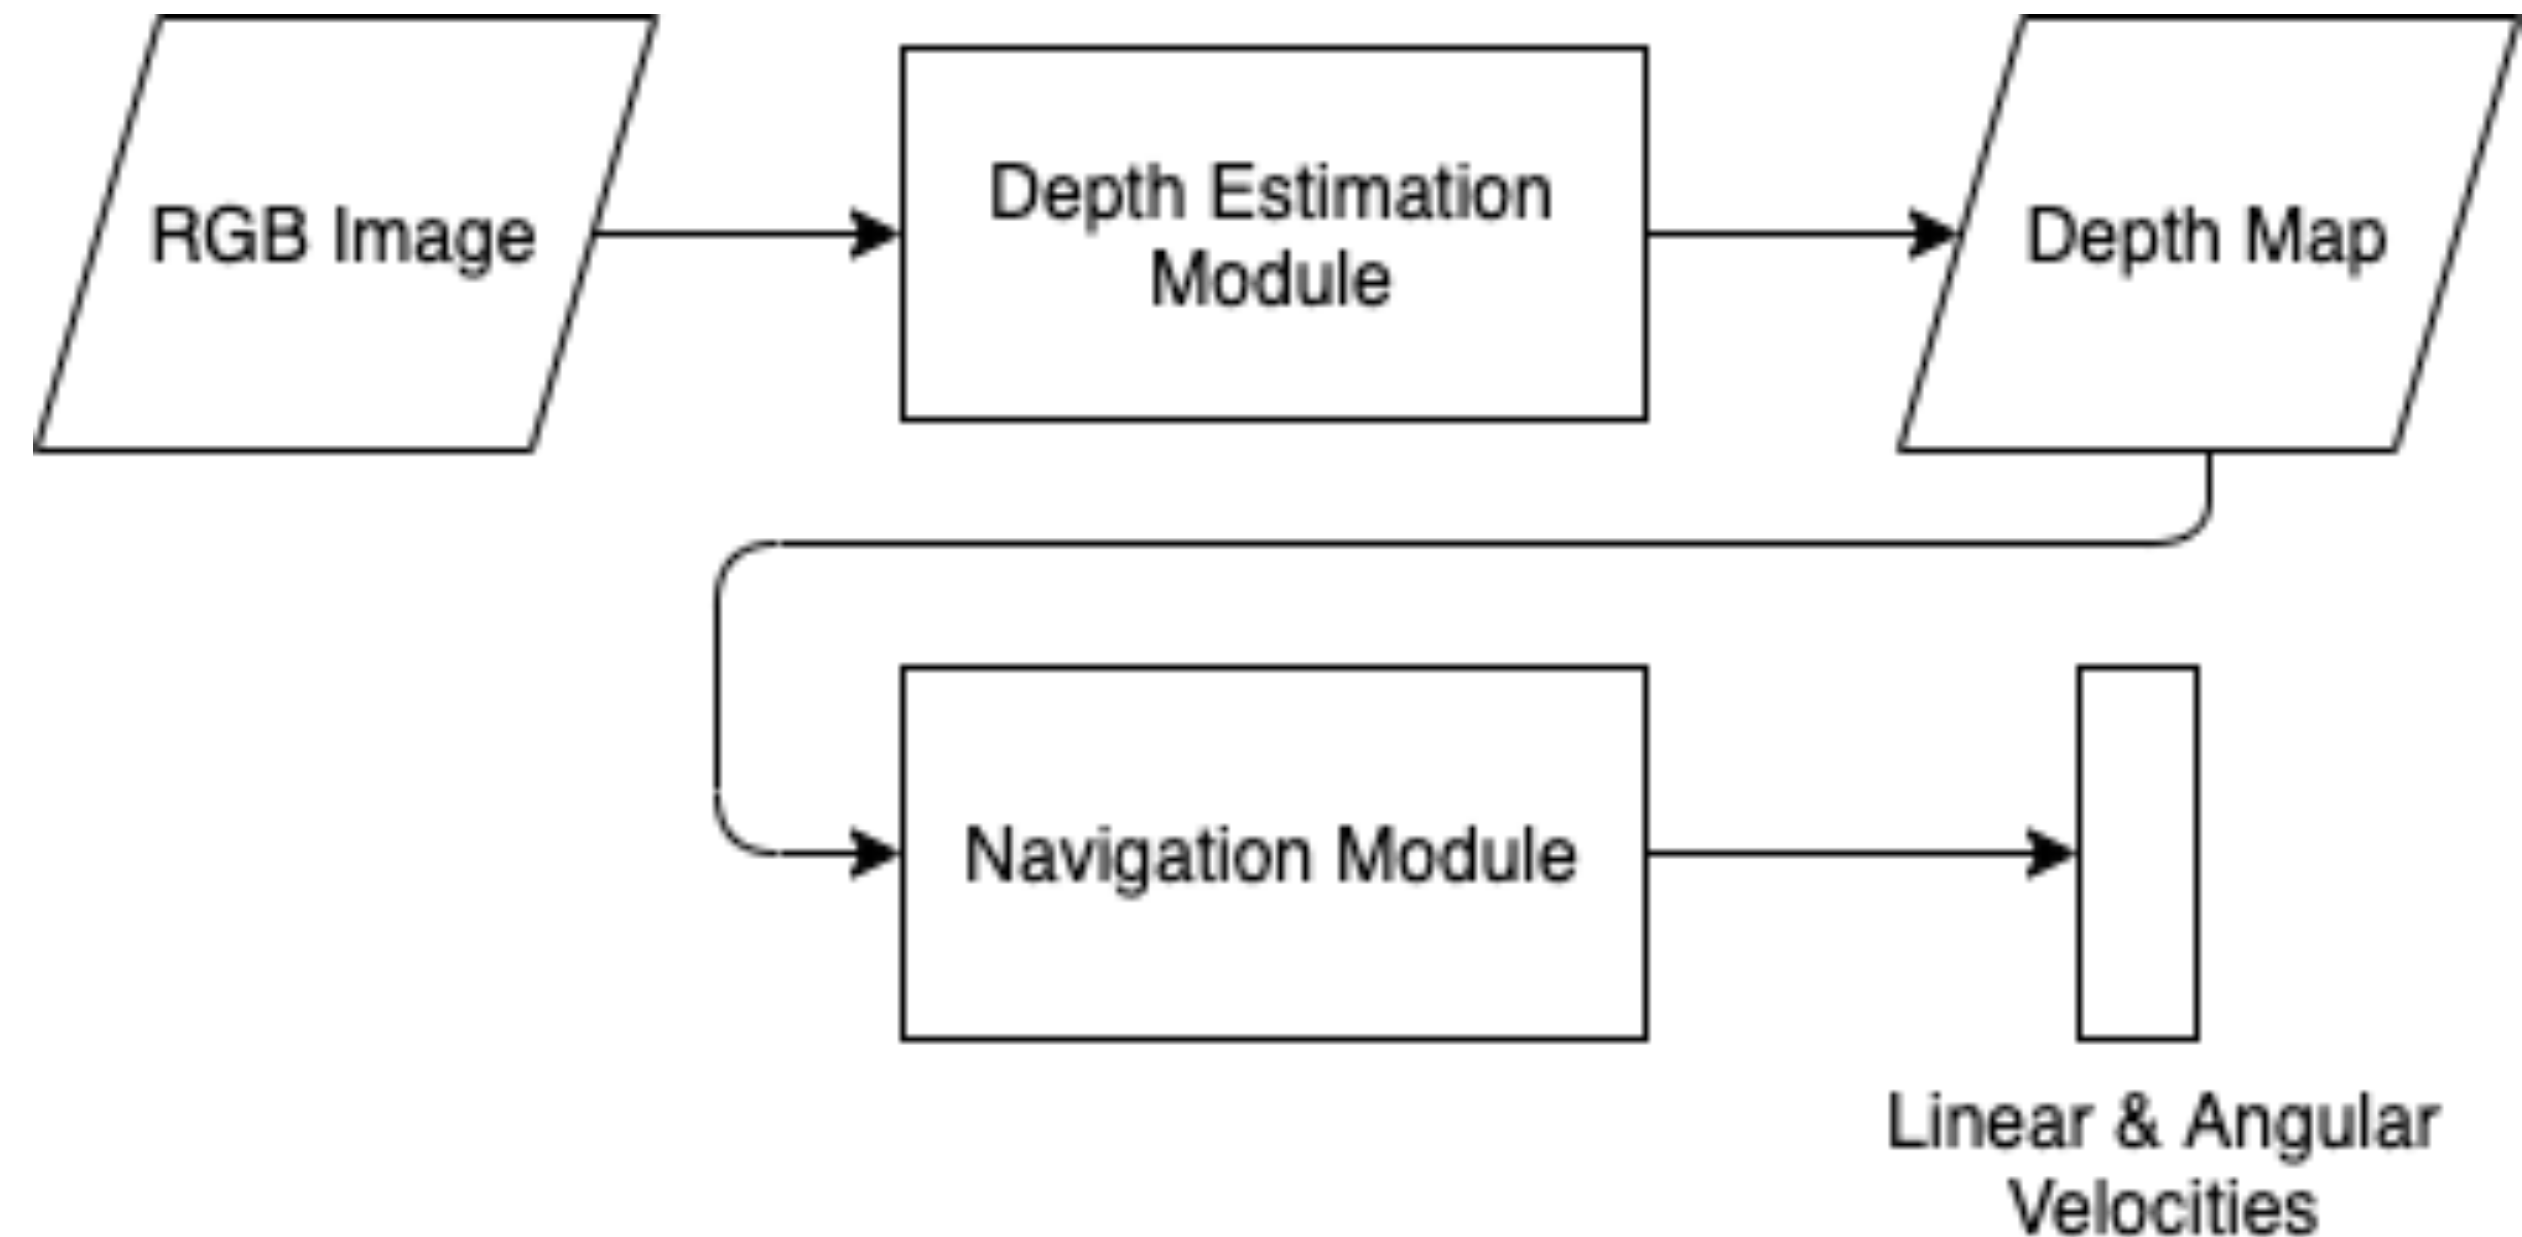 RGB Image
Depth Estimation
Module
Depth Map
Navigation Module
Linear & Angular
Velocities